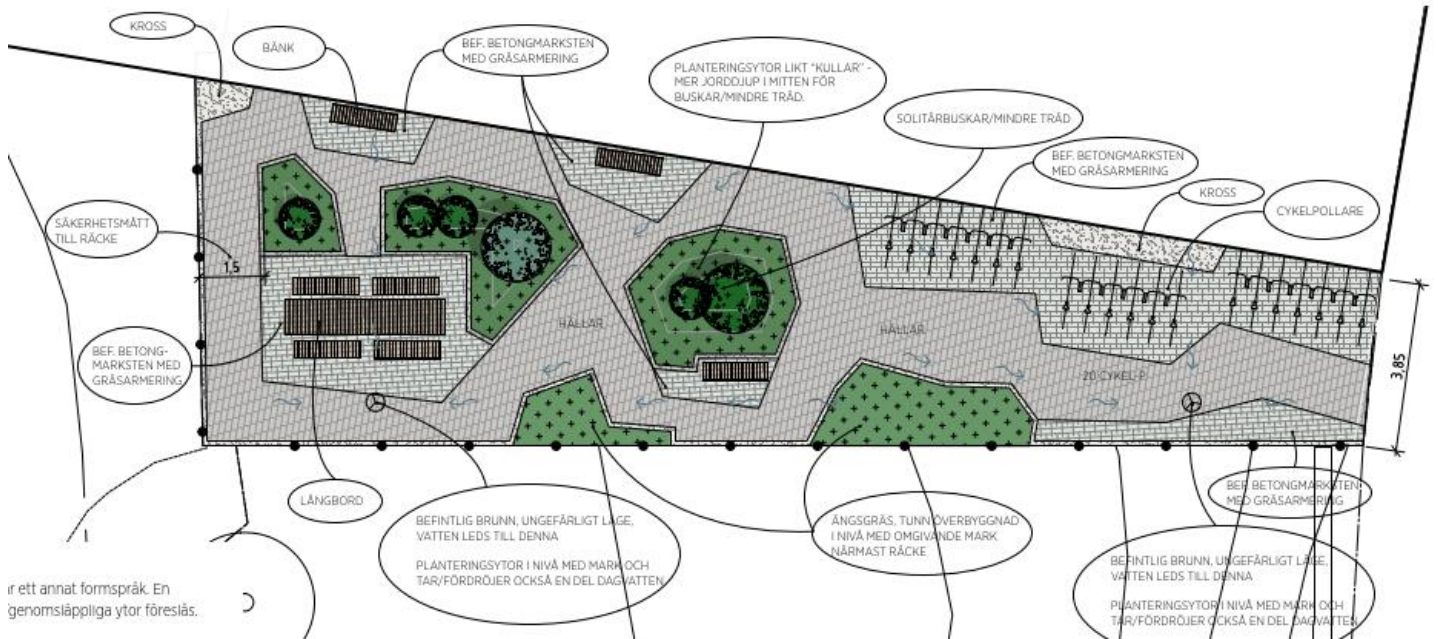 KROSS
BÄNK
BEF. BETONGMARKSTEN
MED GRÄSARMERING
PLANTERINGSYTOR LIKT "KULLAR" -
MER JORDDJUP I MITTEN FÖR
BUSKAR/MINDRE TRÄD.
SOLITÄRBUSKAR/MINDRE TRÄD
BEF. BETONGMARKSTEN
MED GRÄSARMERING
KROSS
CYKELPOLLARE
SÄKERHETSMÅTT
TILL RÄCKE
1,5
HÄLLAR
HÄLLAR
BEF. BETONG-
MARKSTEN MED
GRÄSARMERING
20 CYKEL-P
3,85
LÅNGBORD
BEFINTLIG BRUNN, UNGEFÄRLIGT LÄGE,
VATTEN LEDS TILL DENNA
PLANTERINGSYTOR I NIVÅ MED MARK OCH
TAR/FÖRDRÖJER OCKSÅ EN DEL DAGVATTEN
ÄNGSGRÄS, TUNN ÖVERBYGGNAD
I NIVÅ MED OMGIVANDE MARK
NÄRMAST RÄCKE
BEF. BETONGMARKSTEN
MED GRÄSARMERING
BEFINTLIG BRUNN, UNGEFÄRLIGT LÄGE,
VATTEN LEDS TILL DENNA
PLANTERINGSYTOR I NIVÅ MED MARK OCH
TAR/FÖRDRÖJER OCKSÅ EN DEL DAGVATTEN
r ett annat formspråk. En
genomsläppliga ytor föreslås.